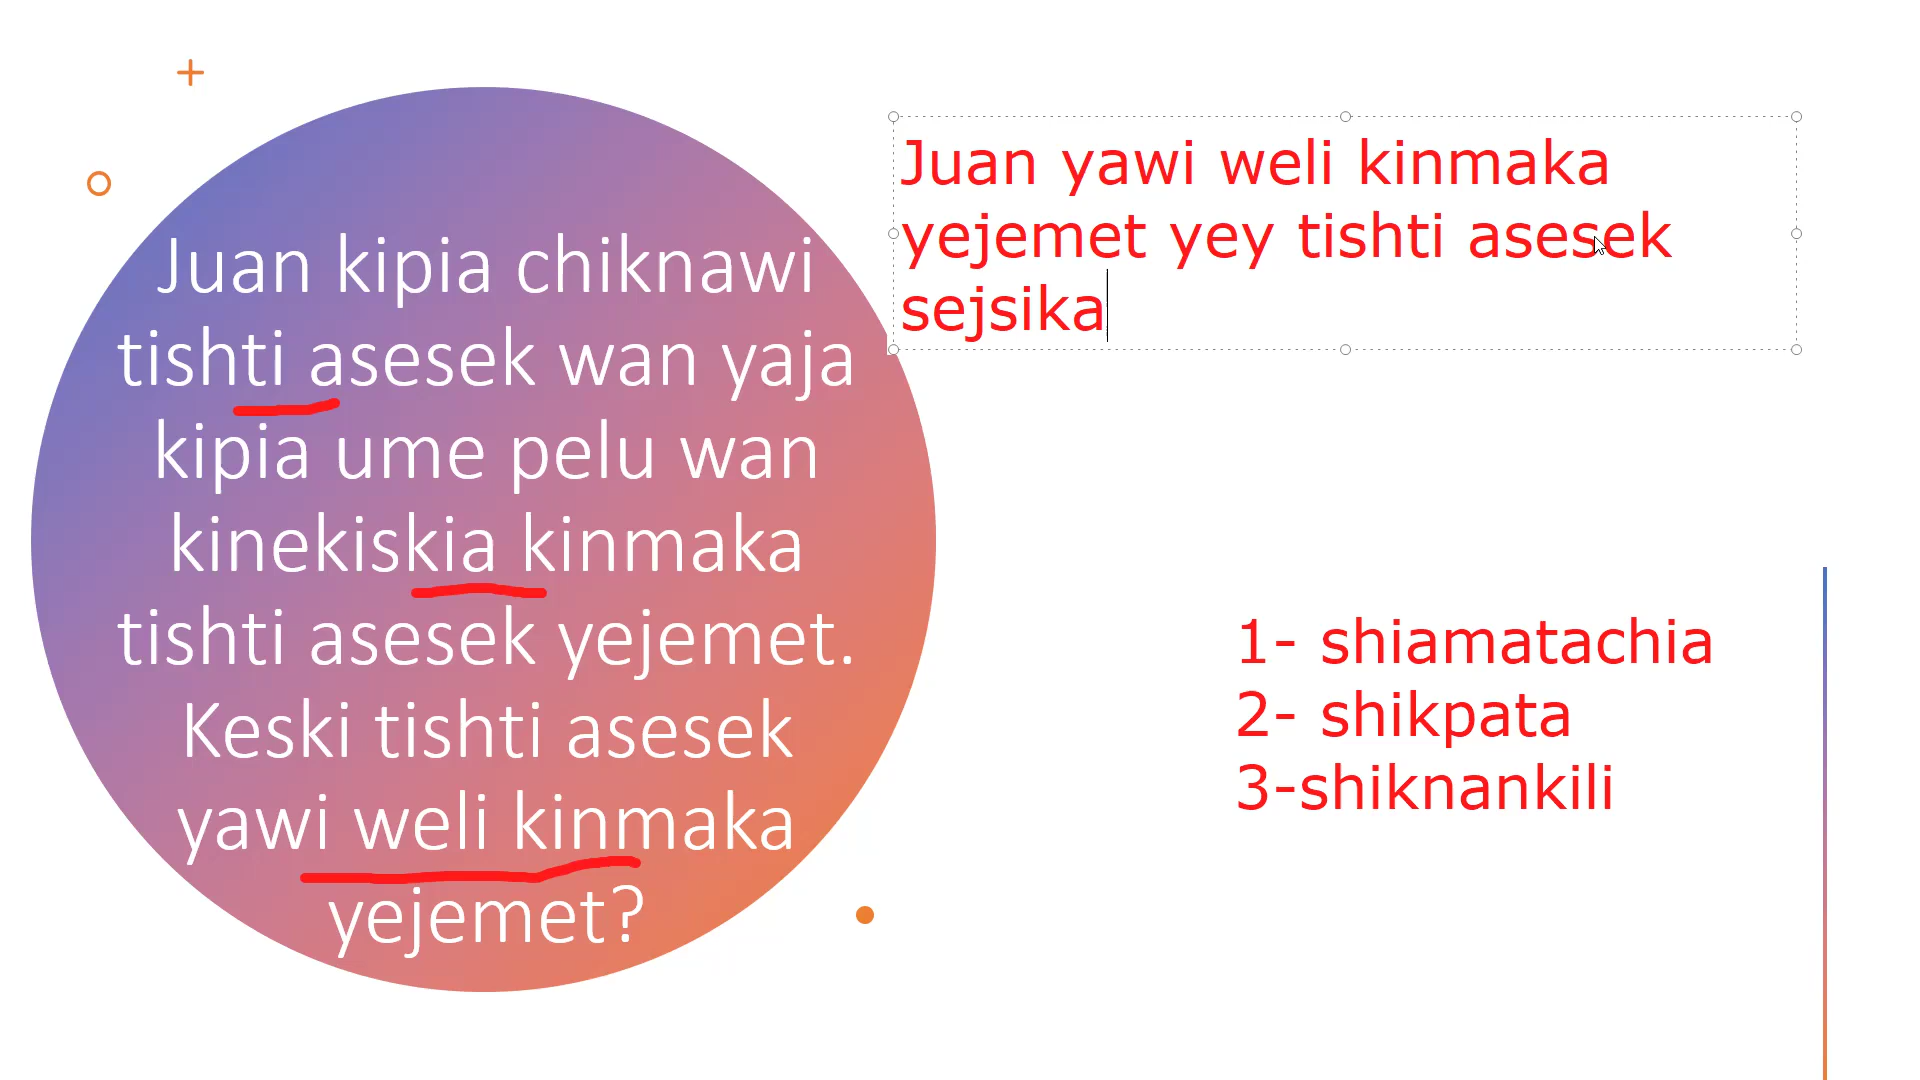 Juan kipia chiknawi
tishti asesek wan yaja
kipia ume pelu wan
kinekiskia kinmaka
tishti asesek yejemet.
Keski tishti asesek
yawi weli kinmaka
yejemet?
Juan yawi weli kinmaka
yejemet yey tishti asesek
sejsika
1- shiamatachia
2- shikpata
3-shiknankili